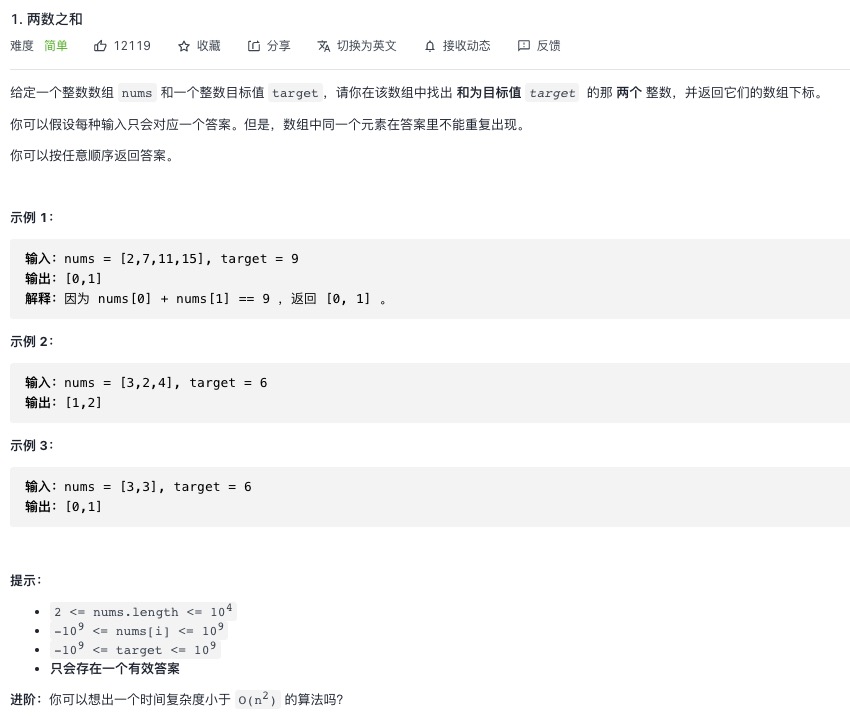 1. 两数之和
难度 简单 12119 收藏 分享 切换为英文 接收动态 反馈
给定一个整数数组 nums 和一个整数目标值 target，请你在该数组中找出 和为目标值 target 的那 两个 整数，并返回它们的数组下标。
你可以假设每种输入只会对应一个答案。但是，数组中同一个元素在答案里不能重复出现。
你可以按任意顺序返回答案。
示例 1：
输入：nums = [2,7,11,15], target = 9
输出：[0,1]
解释：因为 nums[0] + nums[1] == 9 ，返回 [0, 1] 。
示例 2：
输入：nums = [3,2,4], target = 6
输出：[1,2]
示例 3：
输入：nums = [3,3], target = 6
输出：[0,1]
提示：
• 2 <= nums.length <= 10⁴
• -10⁹ <= nums[i] <= 10⁹
• -10⁹ <= target <= 10⁹
• 只会存在一个有效答案
进阶：你可以想出一个时间复杂度小于 O(n²) 的算法吗？